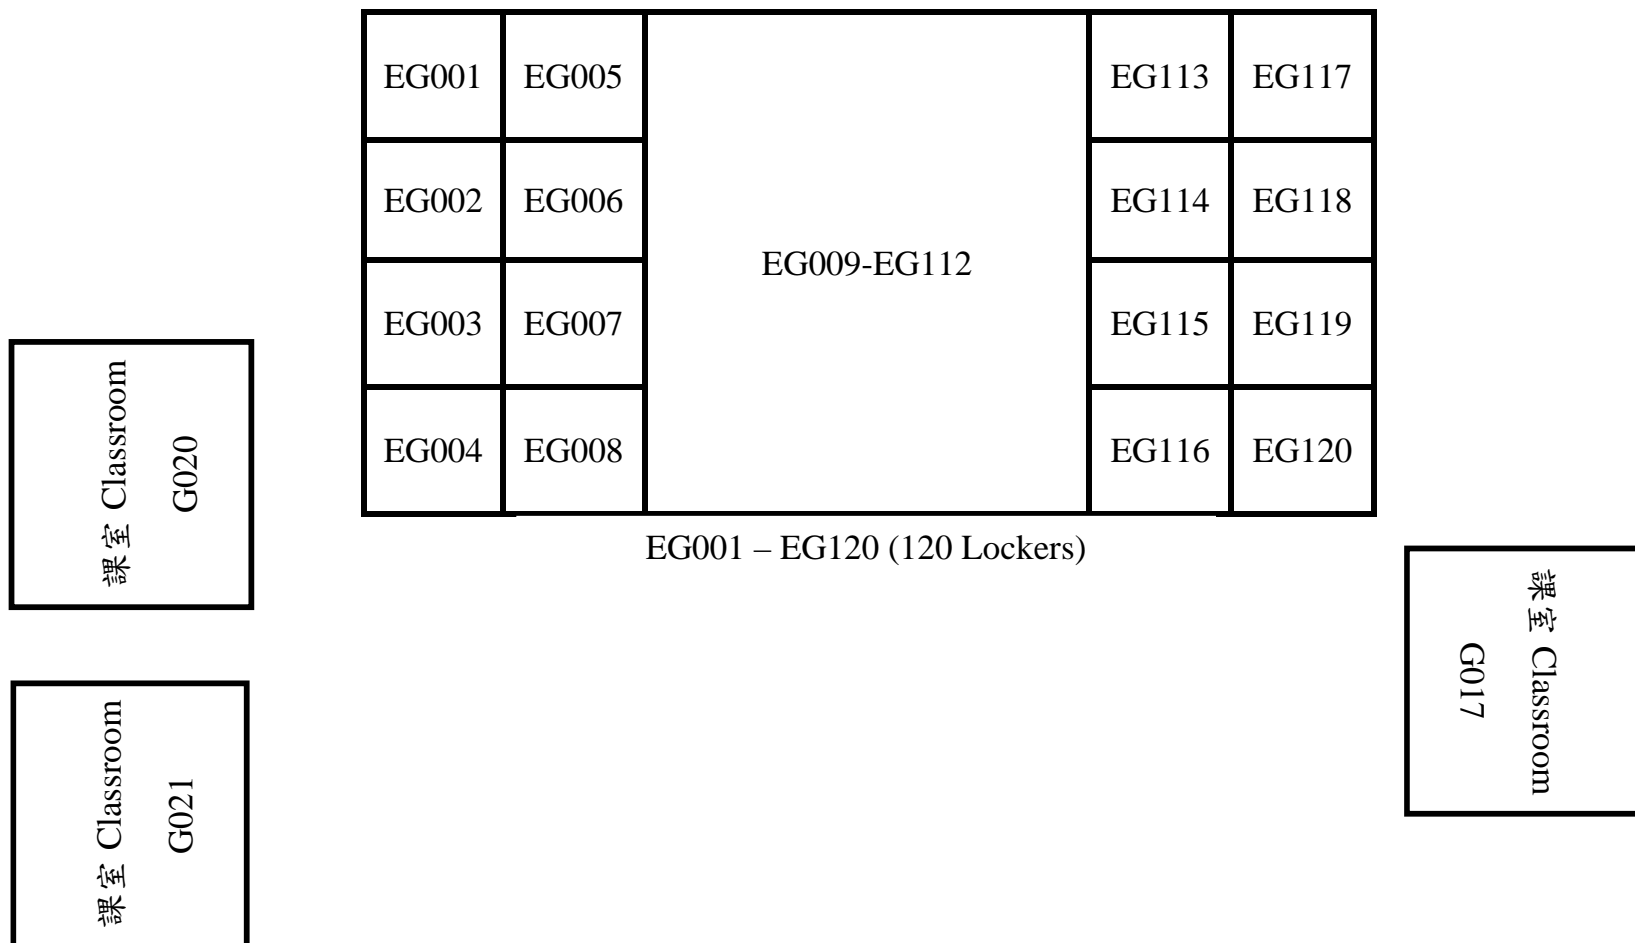 EG001 EG005 EG113 EG117
EG002 EG006 EG114 EG118
EG009-EG112
EG003 EG007 EG115 EG119
EG004 EG008 EG116 EG120
EG001 – EG120 (120 Lockers)
課室 Classroom
G020
課室 Classroom
G021
課室 Classroom
G017